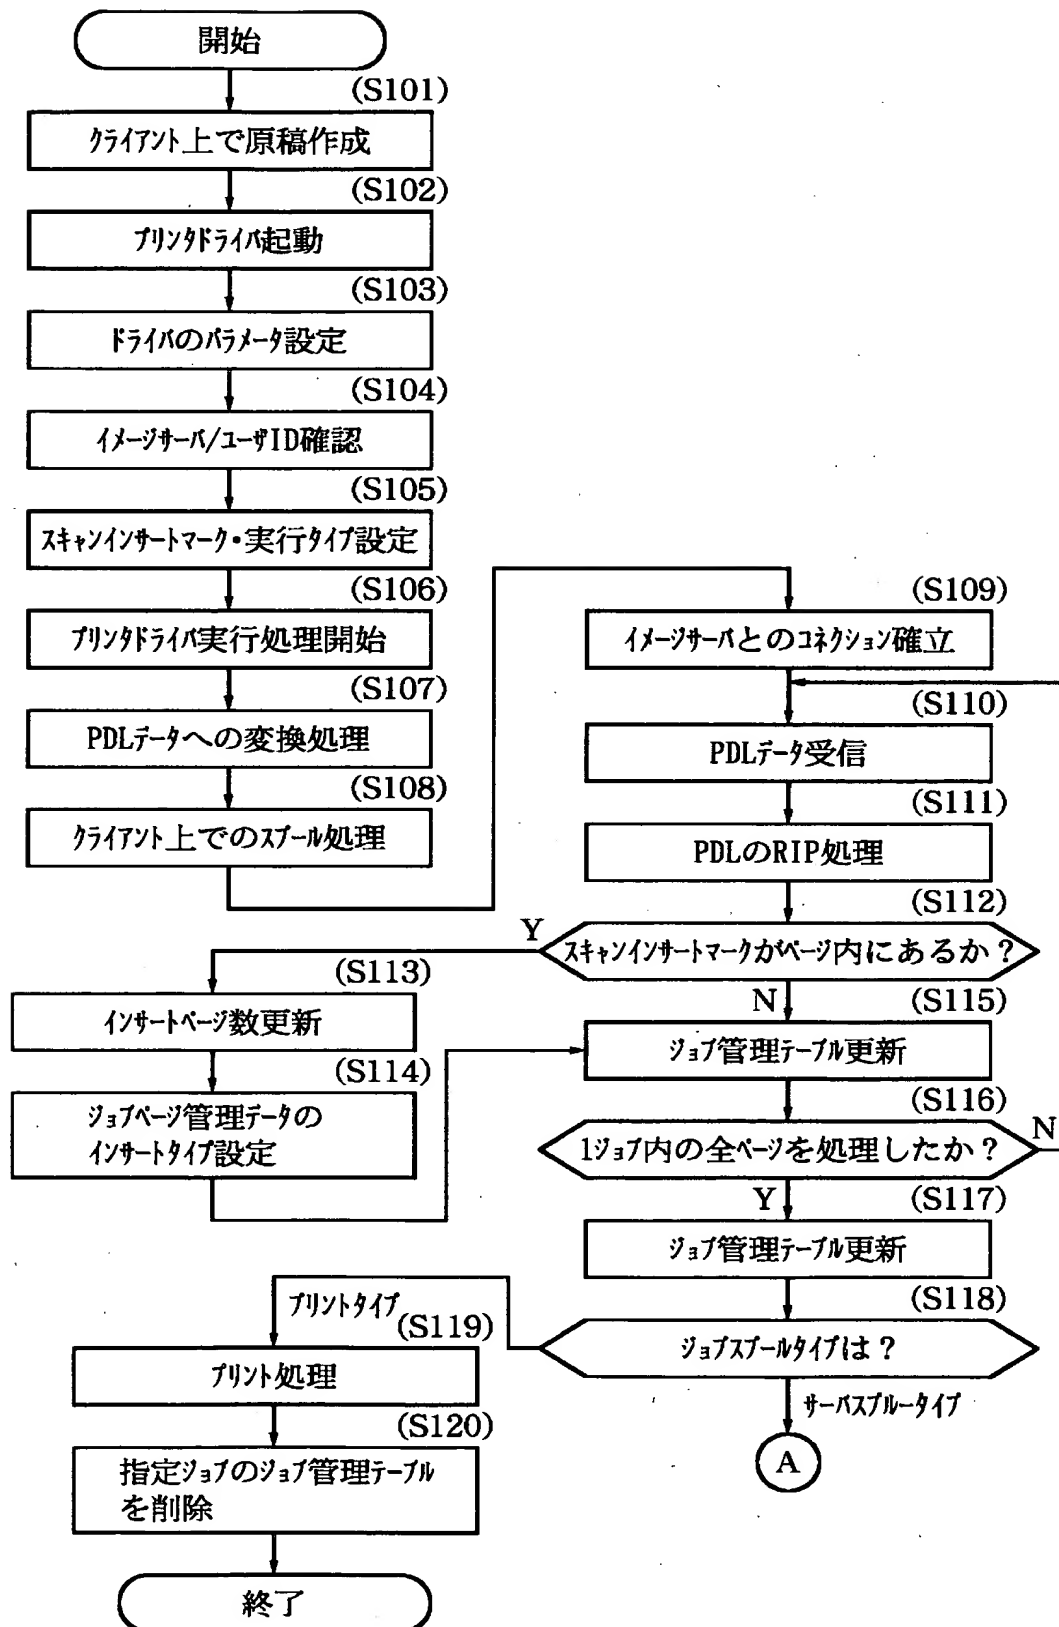 開始
(S101)
クライアント上で原稿作成
(S102)
プリンタドライバ起動
(S103)
ドライバのパラメータ設定
(S104)
イメージサーバ/ユーザID確認
(S105)
スキャンインサートマーク・実行タイプ設定
(S106)
プリンタドライバ実行処理開始
(S107)
PDLデータへの変換処理
(S108)
クライアント上でのスプール処理
(S109)
イメージサーバとのコネクション確立
(S110)
PDLデータ受信
(S111)
PDLのRIP処理
(S112)
スキャンインサートマークがページ内にあるか?
Y
N
(S113)
インサートページ数更新
(S114)
ジョブページ管理データの
インサートタイプ設定
(S115)
ジョブ管理テーブル更新
(S116)
1ジョブ内の全ページを処理したか?
N
Y
(S117)
ジョブ管理テーブル更新
(S118)
ジョブスプールタイプは?
プリントタイプ
サーバスプルータイプ
A
(S119)
プリント処理
(S120)
指定ジョブのジョブ管理テーブル
を削除
終了